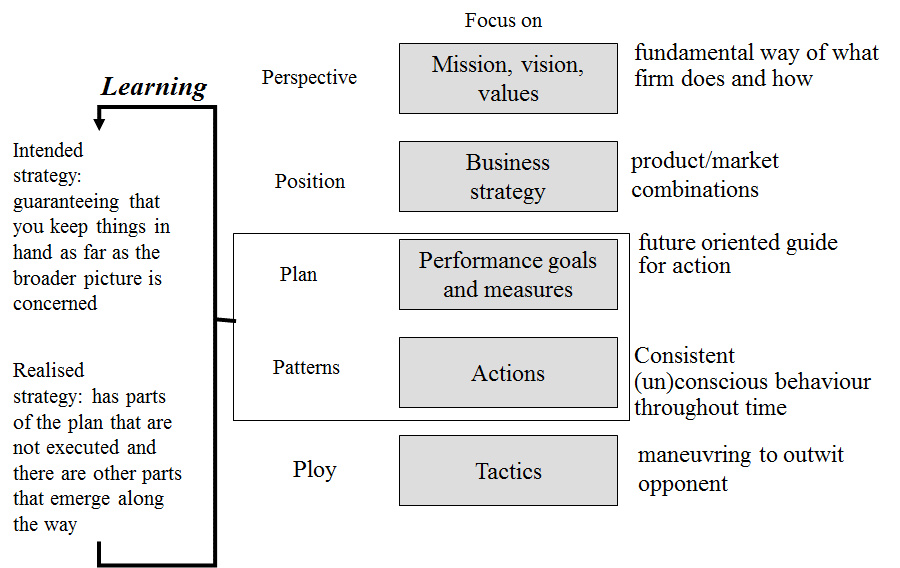 Focus on
Perspective
Mission, vision,
values
fundamental way of what
firm does and how
Learning
Intended
strategy:
guaranteeing that
you keep things in
hand as far as the
broader picture is
concerned
Position
Business
strategy
product/market
combinations
Plan
Performance goals
and measures
future oriented guide
for action
Patterns
Actions
Consistent
(un)conscious behaviour
throughout time
Realised
strategy: has parts
of the plan that are
not executed and
there are other parts
that emerge along
the way
Ploy
Tactics
maneuvring to outwit
opponent